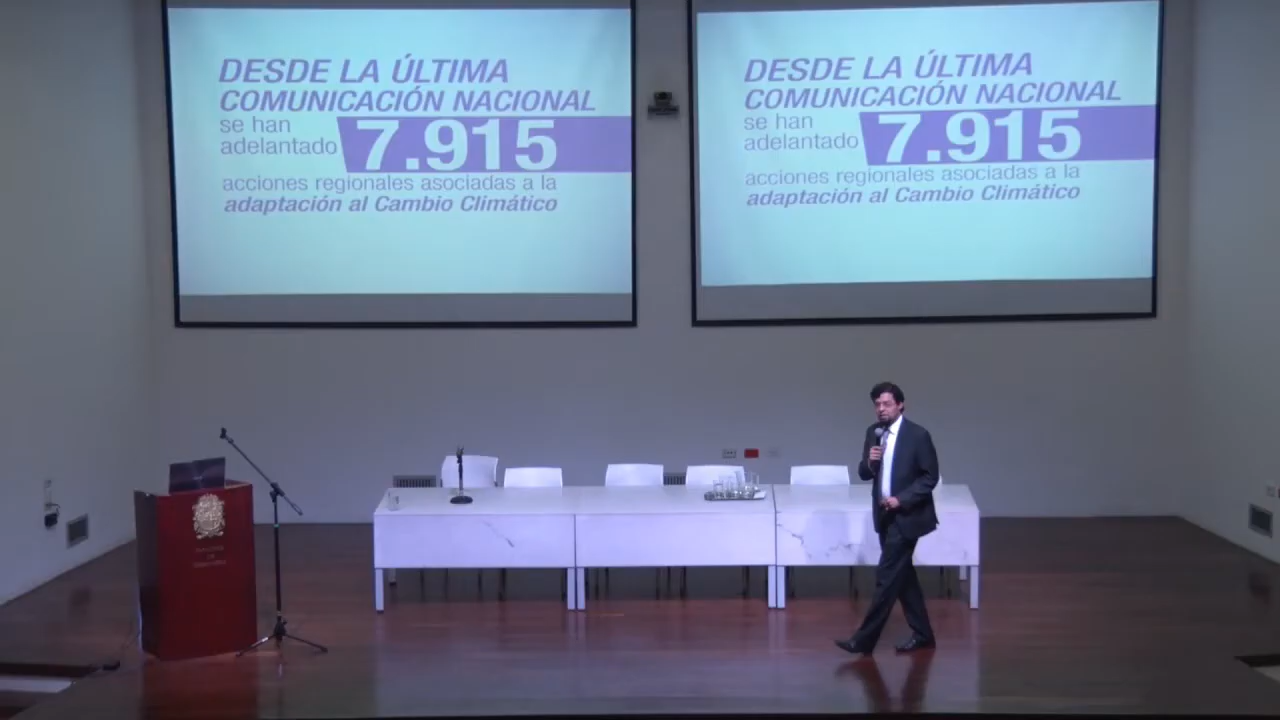 DESDE LA ÚLTIMA
COMUNICACIÓN NACIONAL
se han
adelantado 7.915
acciones regionales asociadas a la
adaptación al Cambio Climático
DESDE LA ÚLTIMA
COMUNICACIÓN NACIONAL
se han
adelantado 7.915
acciones regionales asociadas a la
adaptación al Cambio Climático